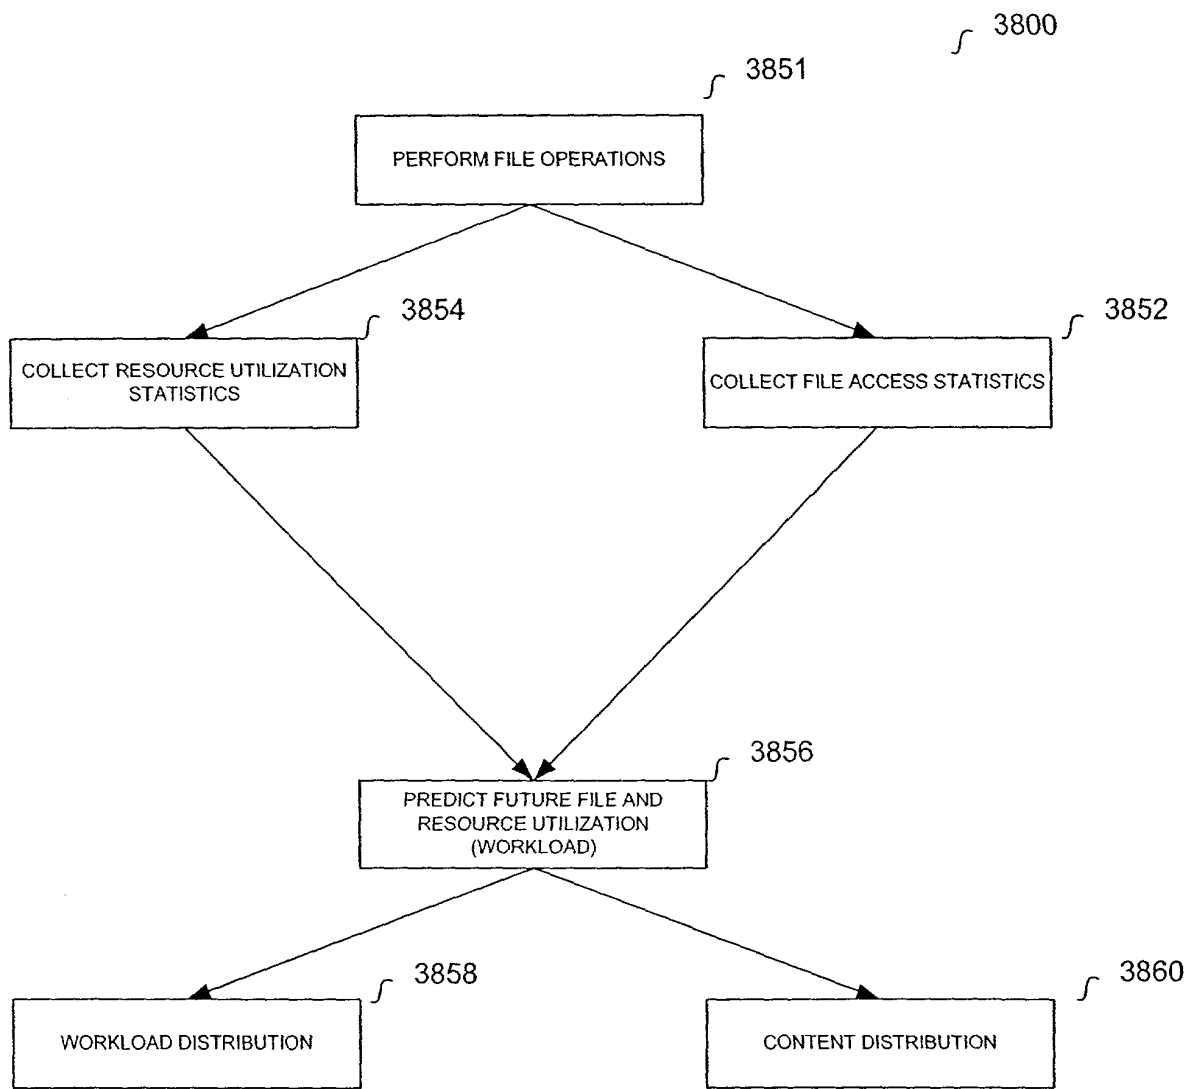 3800
3851
PERFORM FILE OPERATIONS
3854
3852
COLLECT RESOURCE UTILIZATION
STATISTICS
COLLECT FILE ACCESS STATISTICS
3856
PREDICT FUTURE FILE AND
RESOURCE UTILIZATION
(WORKLOAD)
3858
3860
WORKLOAD DISTRIBUTION
CONTENT DISTRIBUTION